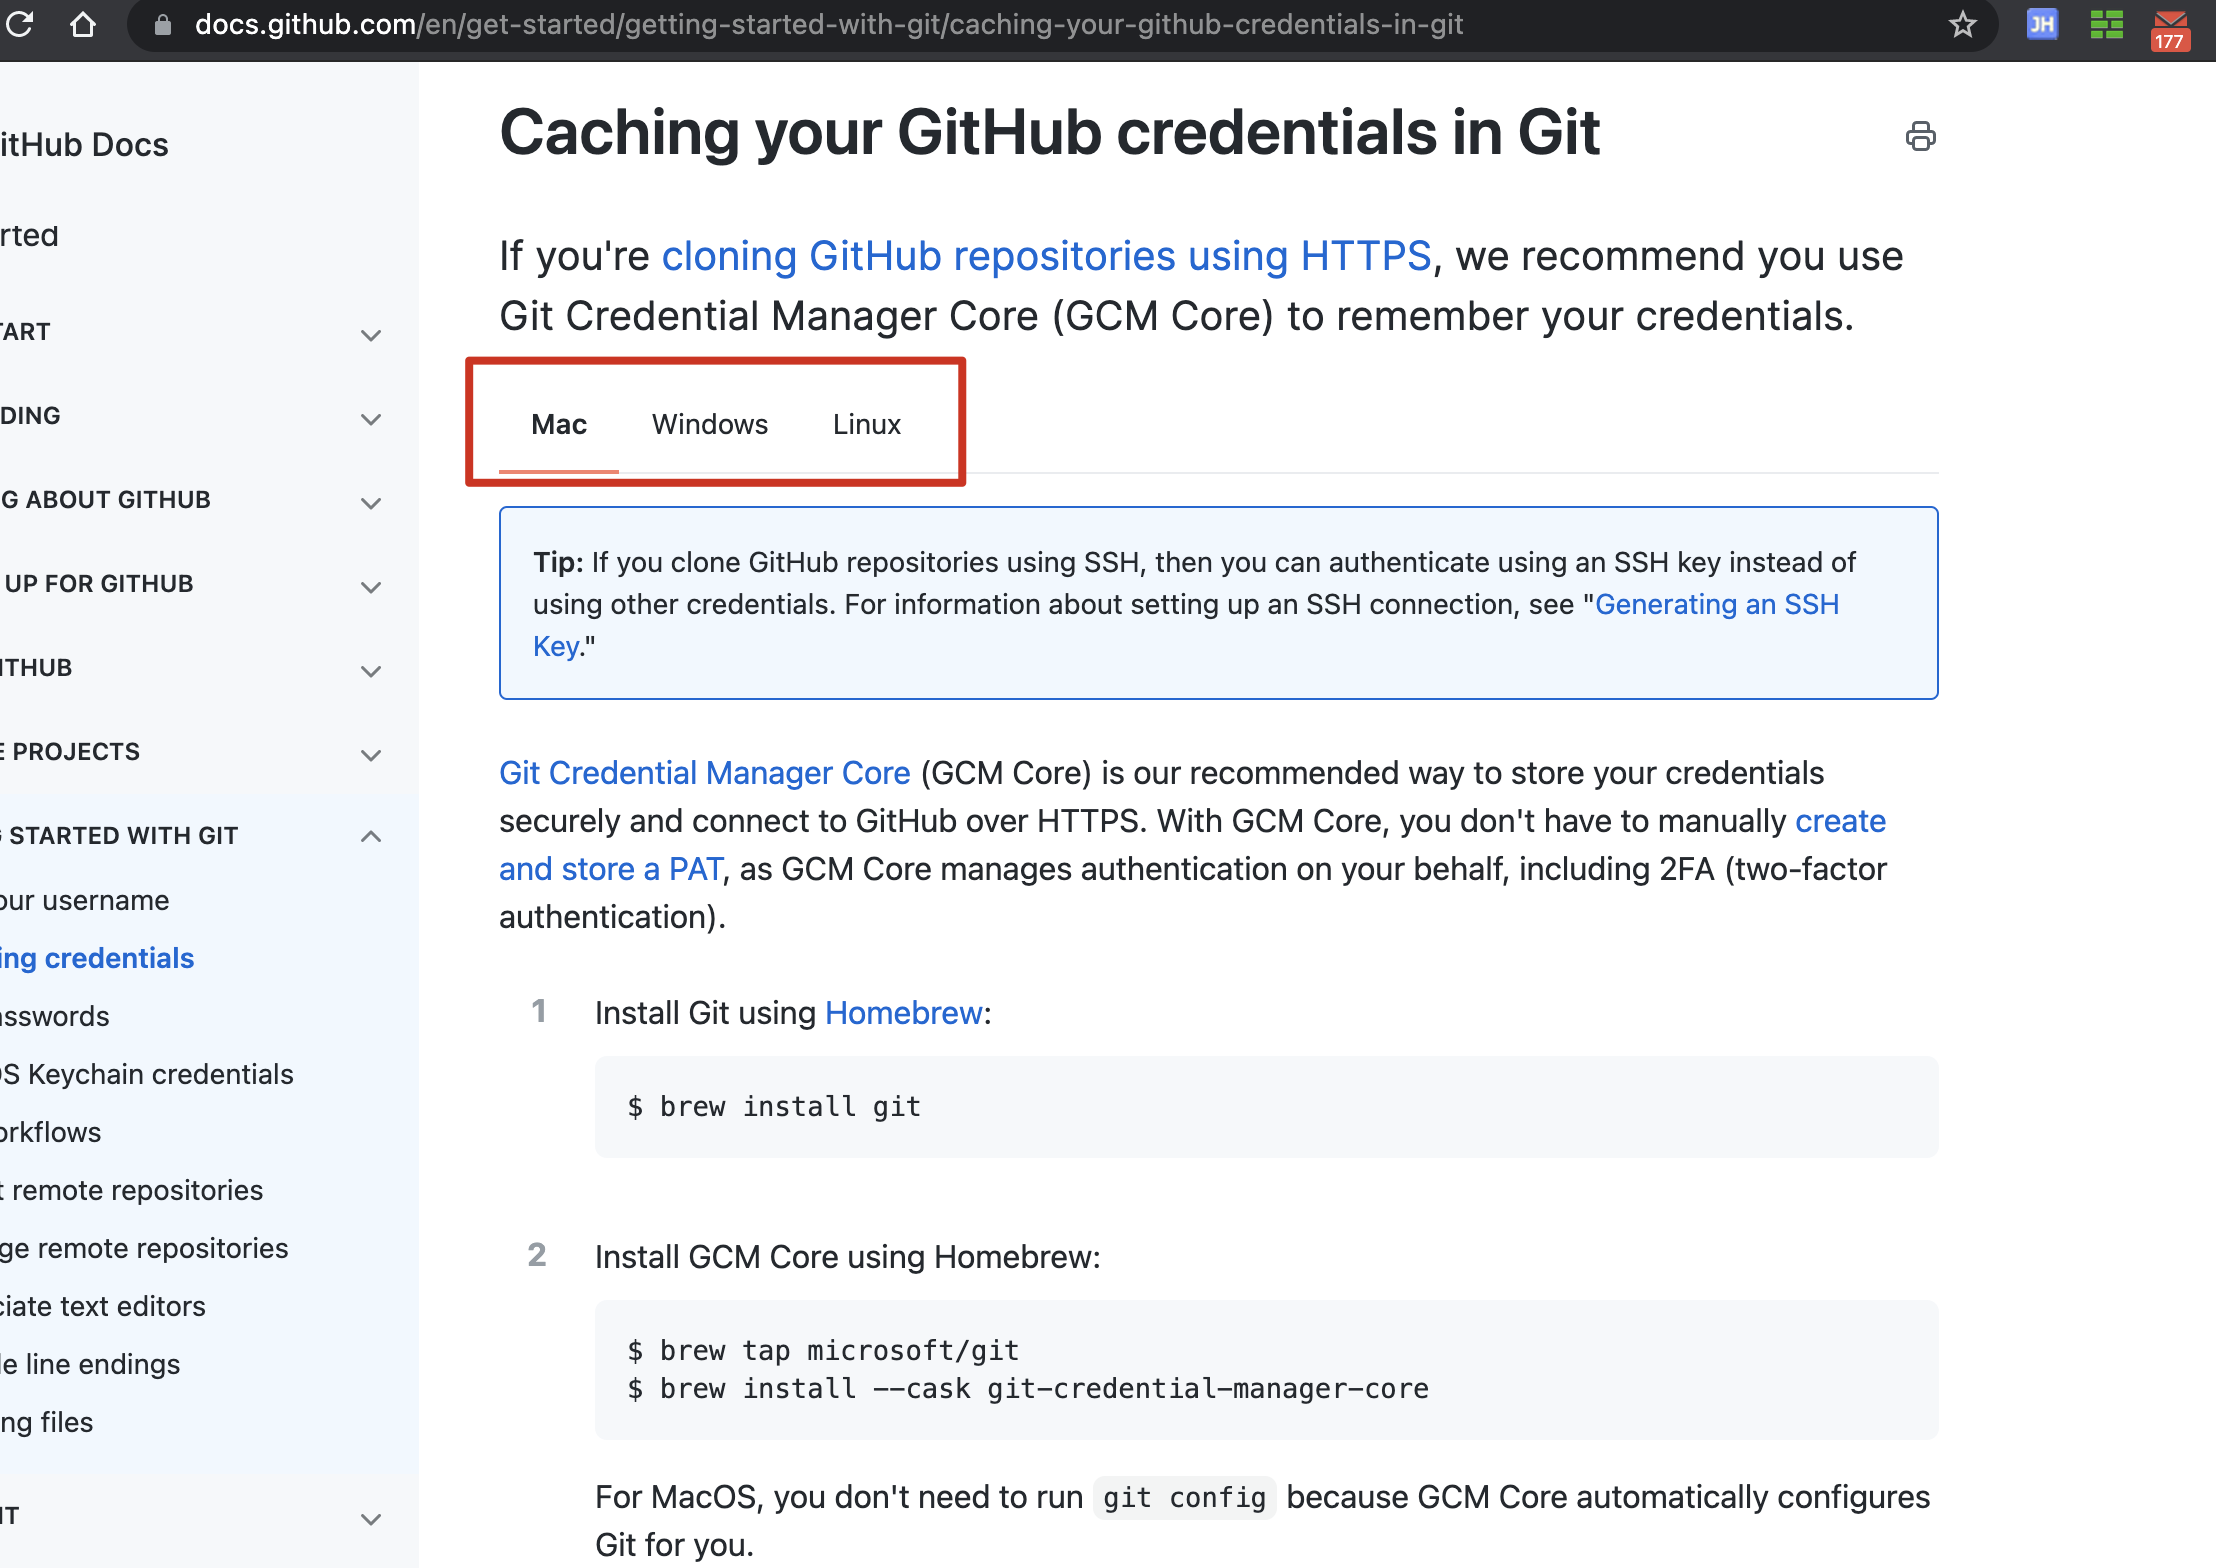 docs.github.com/en/get-started/getting-started-with-git/caching-your-github-credentials-in-git
JH
177
itHub Docs
rted
TART
DING
G ABOUT GITHUB
UP FOR GITHUB
ITHUB
E PROJECTS
G STARTED WITH GIT
our username
ing credentials
asswords
OS Keychain credentials
orkflows
t remote repositories
ge remote repositories
ciate text editors
le line endings
ng files
IT
Caching your GitHub credentials in Git
If you're cloning GitHub repositories using HTTPS, we recommend you use
Git Credential Manager Core (GCM Core) to remember your credentials.
Mac Windows Linux
Tip: If you clone GitHub repositories using SSH, then you can authenticate using an SSH key instead of
using other credentials. For information about setting up an SSH connection, see "Generating an SSH
Key."
Git Credential Manager Core (GCM Core) is our recommended way to store your credentials
securely and connect to GitHub over HTTPS. With GCM Core, you don't have to manually create
and store a PAT, as GCM Core manages authentication on your behalf, including 2FA (two-factor
authentication).
1 Install Git using Homebrew:
$ brew install git
2 Install GCM Core using Homebrew:
$ brew tap microsoft/git
$ brew install --cask git-credential-manager-core
For MacOS, you don't need to run git config because GCM Core automatically configures
Git for you.